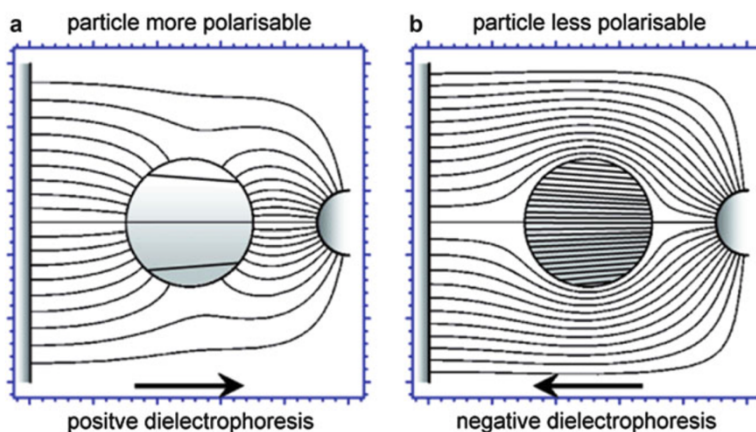 a particle more polarisable
b particle less polarisable
positve dielectrophoresis
negative dielectrophoresis